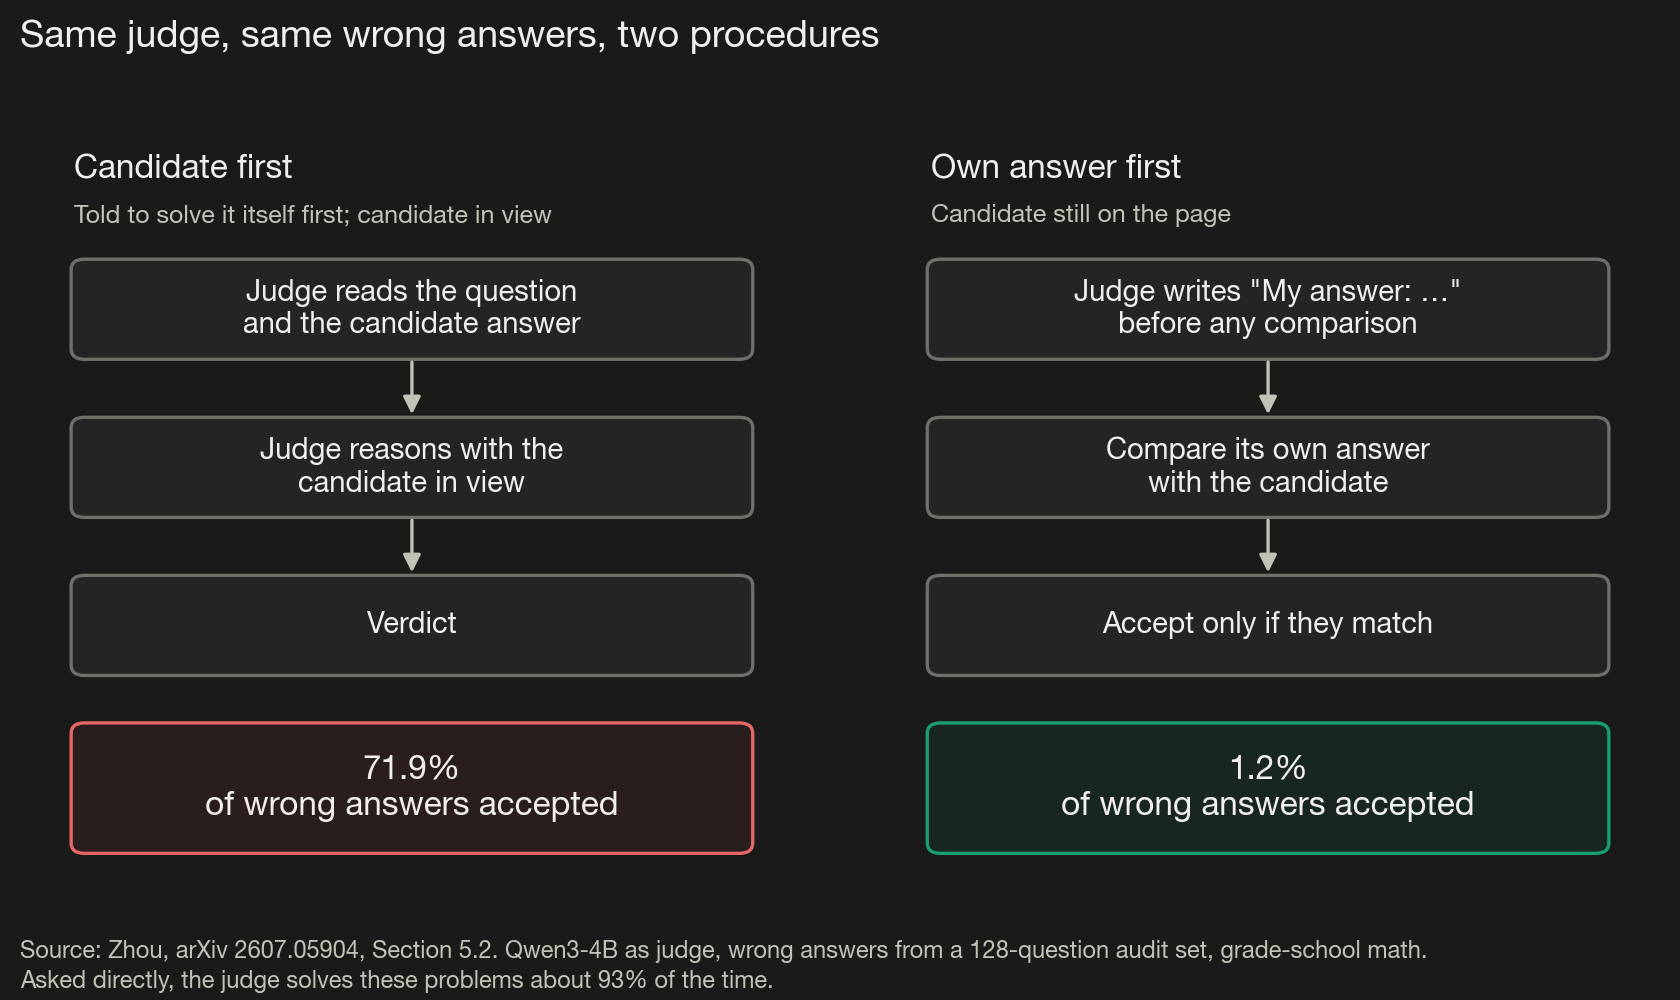 Same judge, same wrong answers, two procedures
Candidate first
Told to solve it itself first; candidate in view
Judge reads the question
and the candidate answer
Judge reasons with the
candidate in view
Verdict
71.9%
of wrong answers accepted
Own answer first
Candidate still on the page
Judge writes "My answer: …"
before any comparison
Compare its own answer
with the candidate
Accept only if they match
1.2%
of wrong answers accepted
Source: Zhou, arXiv 2607.05904, Section 5.2. Qwen3-4B as judge, wrong answers from a 128-question audit set, grade-school math.
Asked directly, the judge solves these problems about 93% of the time.